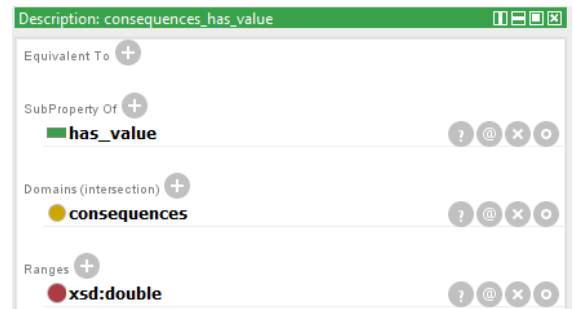 Description: consequences_has_value
Equivalent To
SubProperty Of
has_value
Domains (intersection)
consequences
Ranges
xsd:double